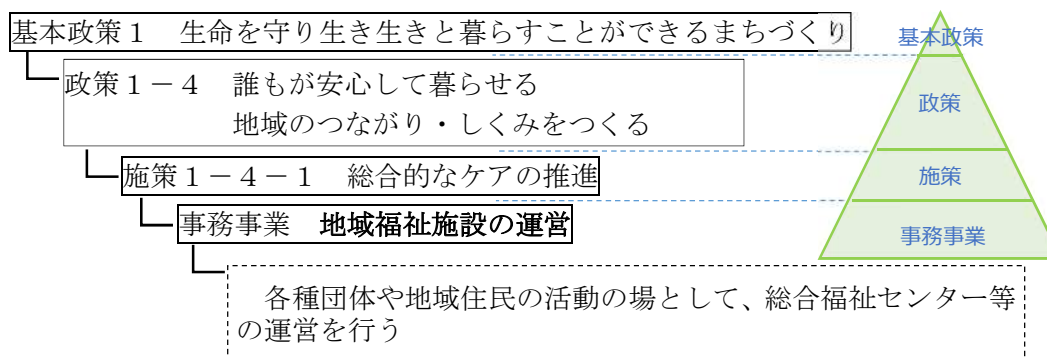 基本政策1　生命を守り生き生きと暮らすことができるまちづくり
政策1-4　誰もが安心して暮らせる
地域のつながり・しくみをつくる
施策1-4-1　総合的なケアの推進
事務事業　地域福祉施設の運営
各種団体や地域住民の活動の場として、総合福祉センター等
の運営を行う
基本政策
政策
施策
事務事業